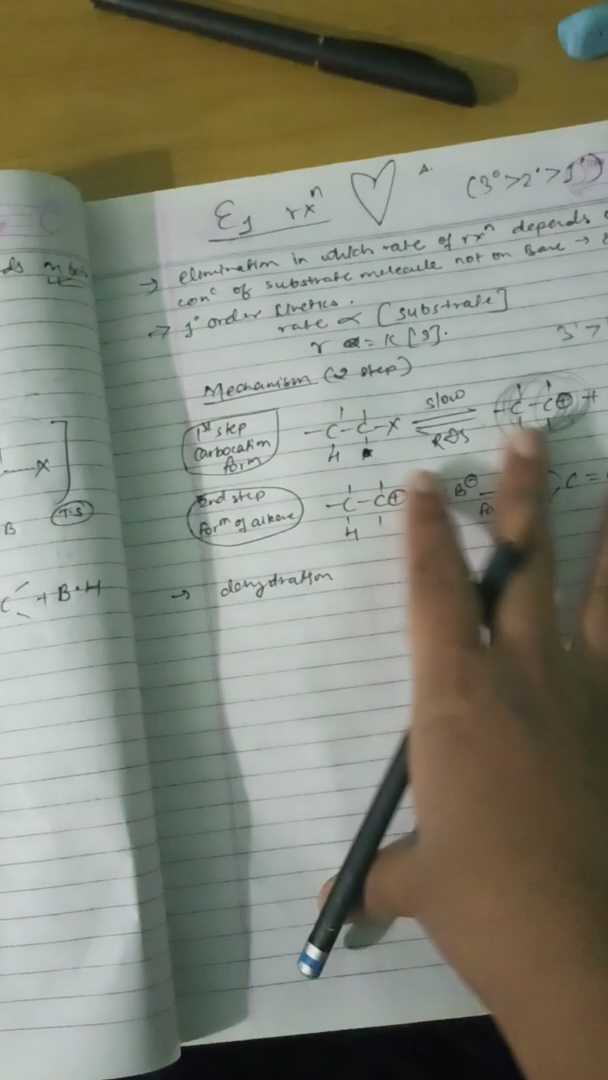 E1 rxⁿ
(3°>2°>1°)
→ elimination in which rate of rxⁿ depends
conᶜ of substrate molecule not on Base →
→ 1° order kinetics.
rate ∝ [substrate]
r = K[S].
3° >
Mechanism (2 step)
1st step
carbocation
form
-C-C-X
H
slow
RDS
-C-C⊕
2nd step
formⁿ of alkene
-C-C⊕
H
B⊖
C =
→ dehydration
X
T.S
B
C + B-H